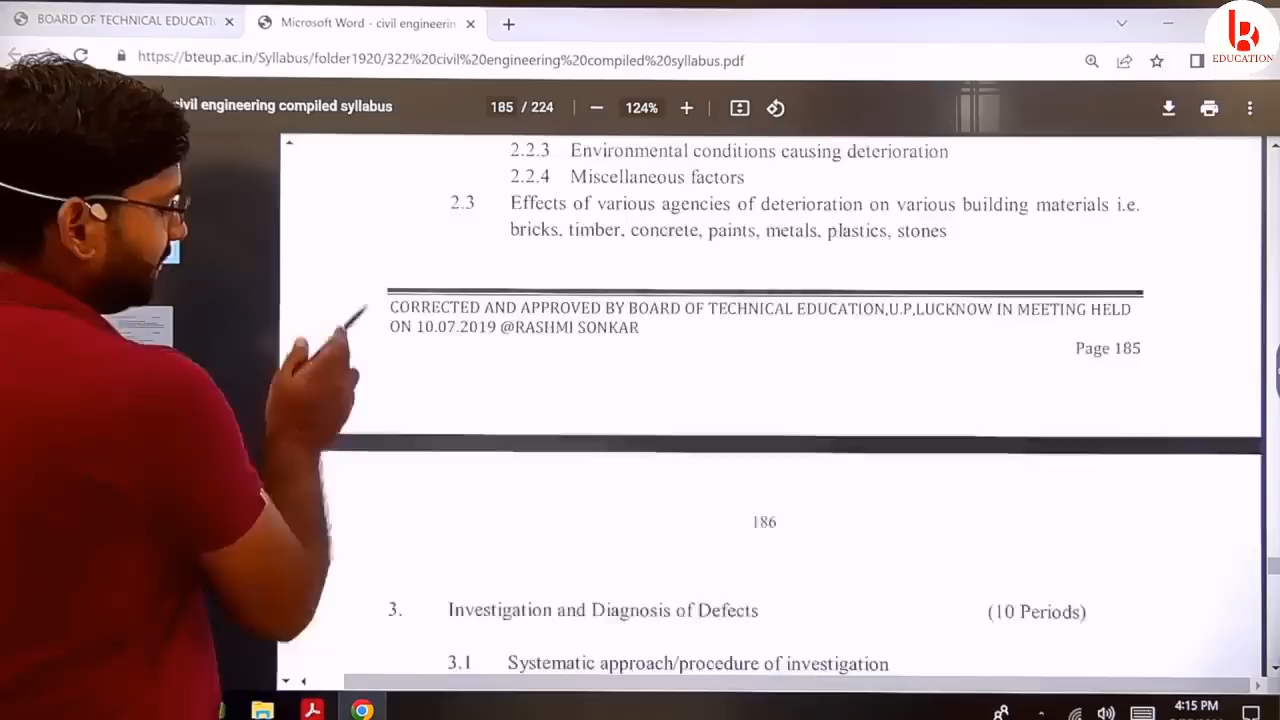 BOARD OF TECHNICAL EDUCATI
Microsoft Word - civil engineerin
EDUCATION
https://bteup.ac.in/Syllabus/folder1920/322%20civil%20engineering%20compiled%20syllabus.pdf
civil engineering compiled syllabus
185 / 224
124%
2.2.3 Environmental conditions causing deterioration
2.2.4 Miscellaneous factors
2.3 Effects of various agencies of deterioration on various building materials i.e.
bricks, timber, concrete, paints, metals, plastics, stones
CORRECTED AND APPROVED BY BOARD OF TECHNICAL EDUCATION,U.P,LUCKNOW IN MEETING HELD
ON 10.07.2019 @RASHMI SONKAR
Page 185
186
3. Investigation and Diagnosis of Defects (10 Periods)
3.1 Systematic approach/procedure of investigation
4:15 PM